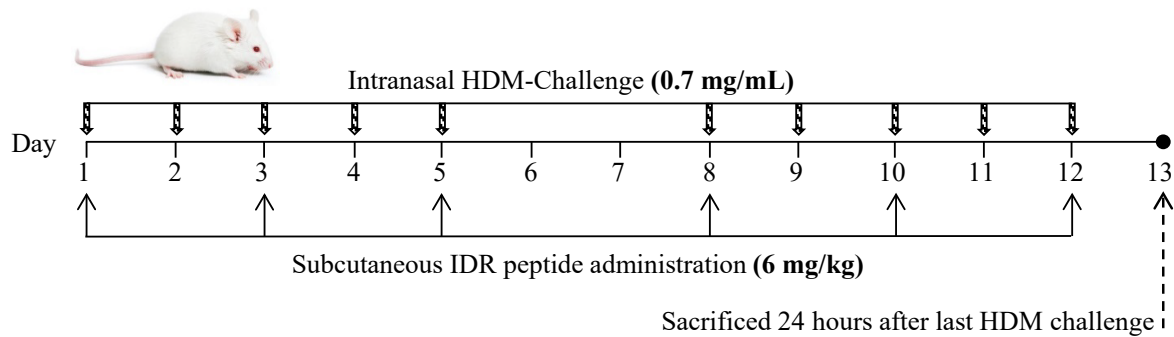 Intranasal HDM-Challenge (0.7 mg/mL)
Day
1 2 3 4 5 6 7 8 9 10 11 12 13
Subcutaneous IDR peptide administration (6 mg/kg)
Sacrificed 24 hours after last HDM challenge